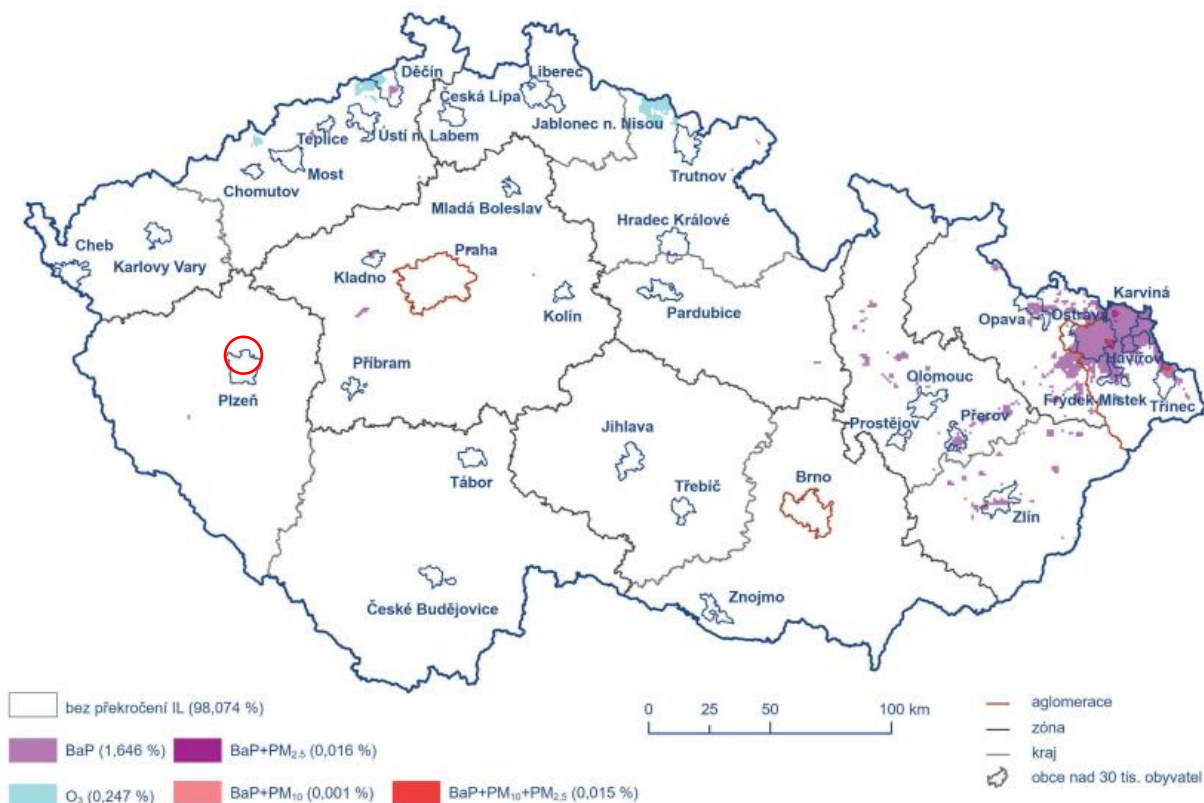 Děčín
Liberec
Česká Lípa
Jablonec n. Nisou
Teplice
Ústí n. Labem
Most
Chomutov
Trutnov
Mladá Boleslav
Hradec Králové
Cheb
Karlovy Vary
Praha
Kladno
Kolín
Pardubice
Karviná
Opava
Ostrava
Havířov
Příbram
Plzeň
Olomouc
Frýdek-Místek
Třinec
Prostějov
Přerov
Jihlava
Tábor
Třebíč
Brno
Zlín
České Budějovice
Znojmo
bez překročení IL (98,074 %)
BaP (1,646 %)
BaP+PM2.5 (0,016 %)
O3 (0,247 %)
BaP+PM10 (0,001 %)
BaP+PM10+PM2,5 (0,015 %)
0 25 50 100 km
aglomerace
zóna
kraj
obce nad 30 tis. obyvatel